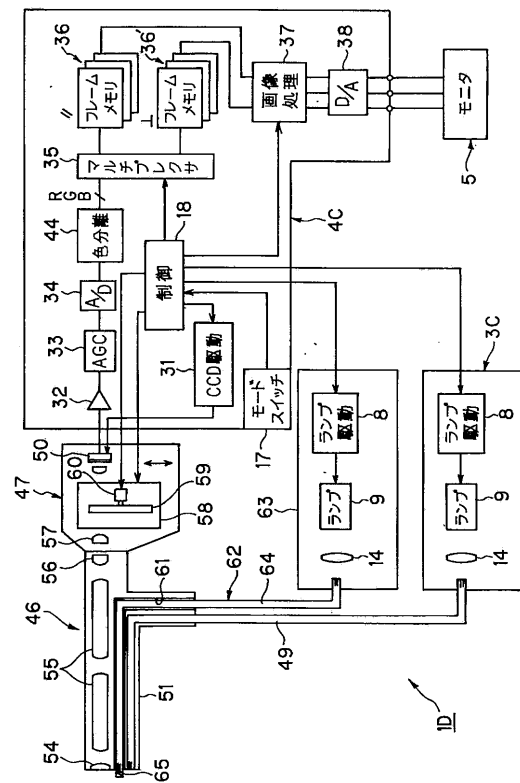 36
フレーム
メモリ
//
36'
フレーム
メモリ
⊥
37
画像
処理
38
D/A
モニタ
5
35
マルチプレクサ
RGB
44
色分離
34
A/D
33
AGC
32
18
制御
4C
31
CCD駆動
モード
スイッチ
17
50
60
59
58
47
57
56
46
55
54
61
62
64
49
51
65
63
ランプ
駆動
8
ランプ
9
14
3C
ランプ
駆動
8
ランプ
9
14
1D